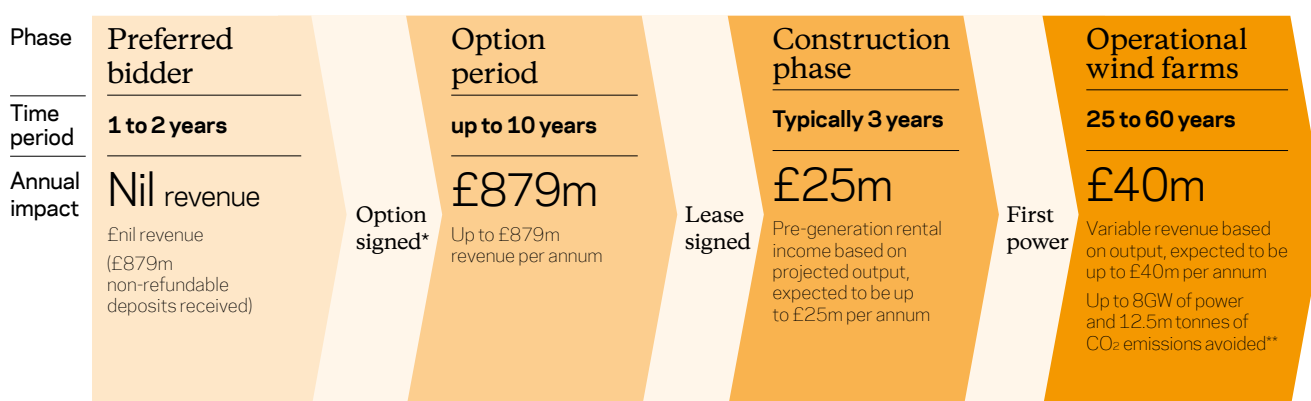 Phase
Preferred
bidder
Option
period
Construction
phase
Operational
wind farms
Time
period
1 to 2 years
up to 10 years
Typically 3 years
25 to 60 years
Annual
impact
Nil revenue
£nil revenue
(£879m
non-refundable
deposits received)
Option
signed*
£879m
Up to £879m
revenue per annum
Lease
signed
£25m
Pre-generation rental
income based on
projected output,
expected to be up
to £25m per annum
First
power
£40m
Variable revenue based
on output, expected to be
up to £40m per annum
Up to 8GW of power
and 12.5m tonnes of
CO₂ emissions avoided**